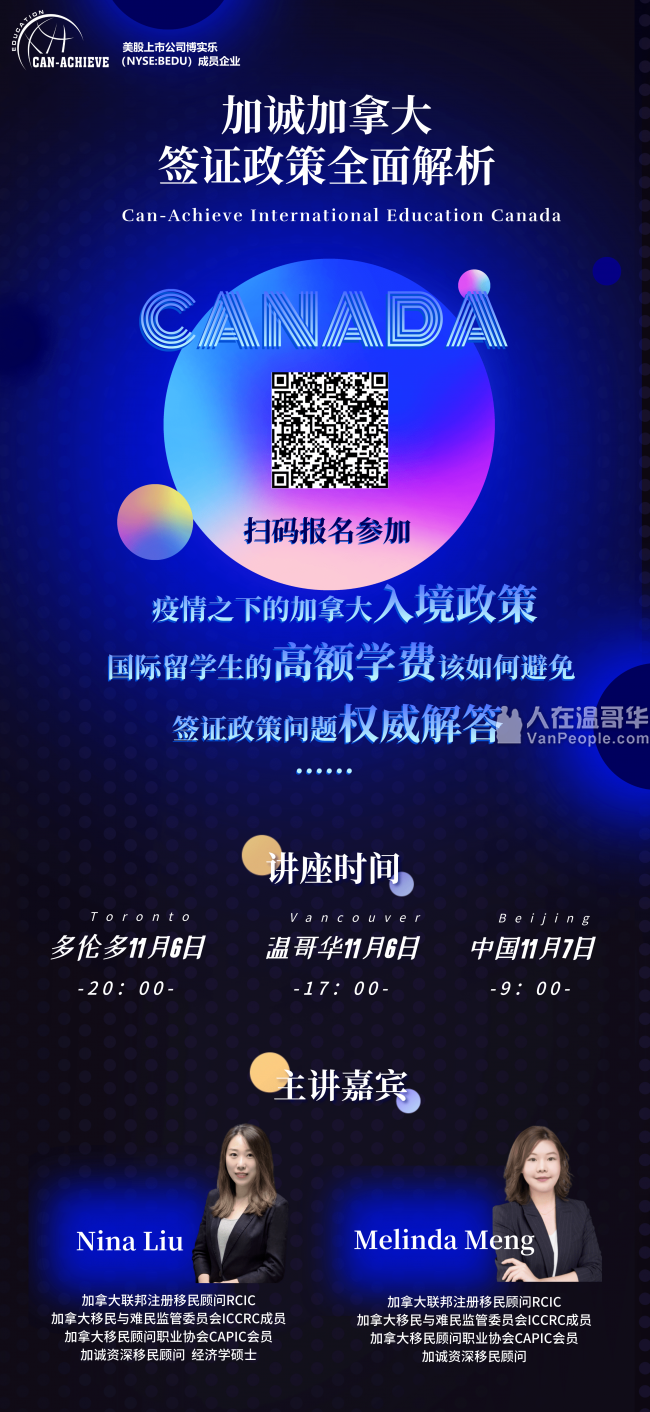 EDUCATION
CAN-ACHIEVE
美股上市公司博实乐
（NYSE:BEDU）成员企业
加诚加拿大
签证政策全面解析
Can-Achieve International Education Canada
CANADA
扫码报名参加
疫情之下的加拿大入境政策
国际留学生的高额学费该如何避免
签证政策问题权威解答
人在温哥华
VanPeople.com
......
讲座时间
Toronto
多伦多11月6日
-20：00-
Vancouver
温哥华11月6日
-17：00-
Beijing
中国11月7日
-9：00-
主讲嘉宾
Nina Liu
加拿大联邦注册移民顾问RCIC
加拿大移民与难民监管委员会ICCRC成员
加拿大移民顾问职业协会CAPIC会员
加诚资深移民顾问 经济学硕士
Melinda Meng
加拿大联邦注册移民顾问RCIC
加拿大移民与难民监管委员会ICCRC成员
加拿大移民顾问职业协会CAPIC会员
加诚资深移民顾问